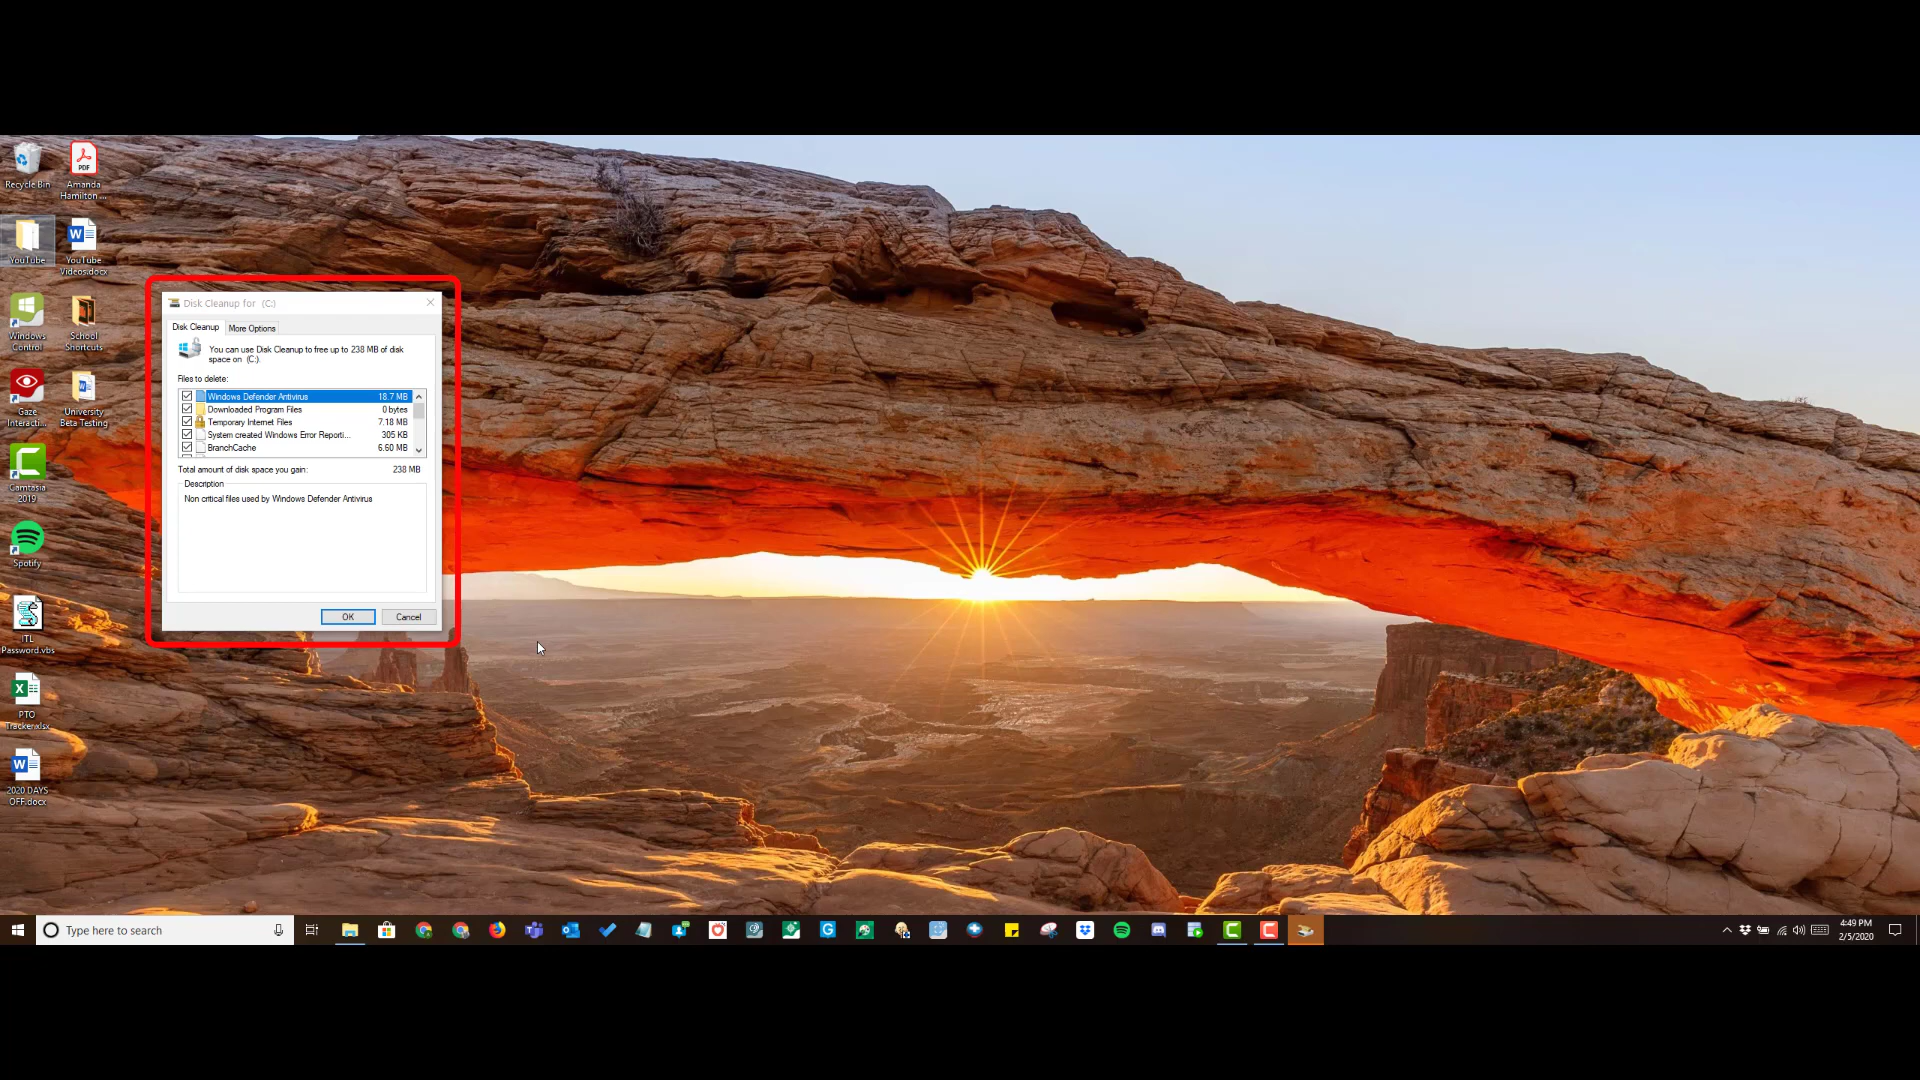 Recycle Bin
Amanda
Hamilton ...
YouTube
YouTube
Videos.docx
Windows
Control
School
Shortcuts
Gaze
Interacti...
University
Beta Testing
Camtasia
2019
Spotify
ITL
Password.vbs
PTO
Tracker.xlsx
2020 DAYS
OFF.docx
Disk Cleanup for (C:)
Disk Cleanup
More Options
You can use Disk Cleanup to free up to 238 MB of disk
space on (C:).
Files to delete:
Windows Defender Antivirus 18.7 MB
Downloaded Program Files 0 bytes
Temporary Internet Files 7.18 MB
System created Windows Error Reporti... 305 KB
BranchCache 6.60 MB
Total amount of disk space you gain: 238 MB
Description
Non critical files used by Windows Defender Antivirus
OK
Cancel
Type here to search
4:49 PM
2/5/2020